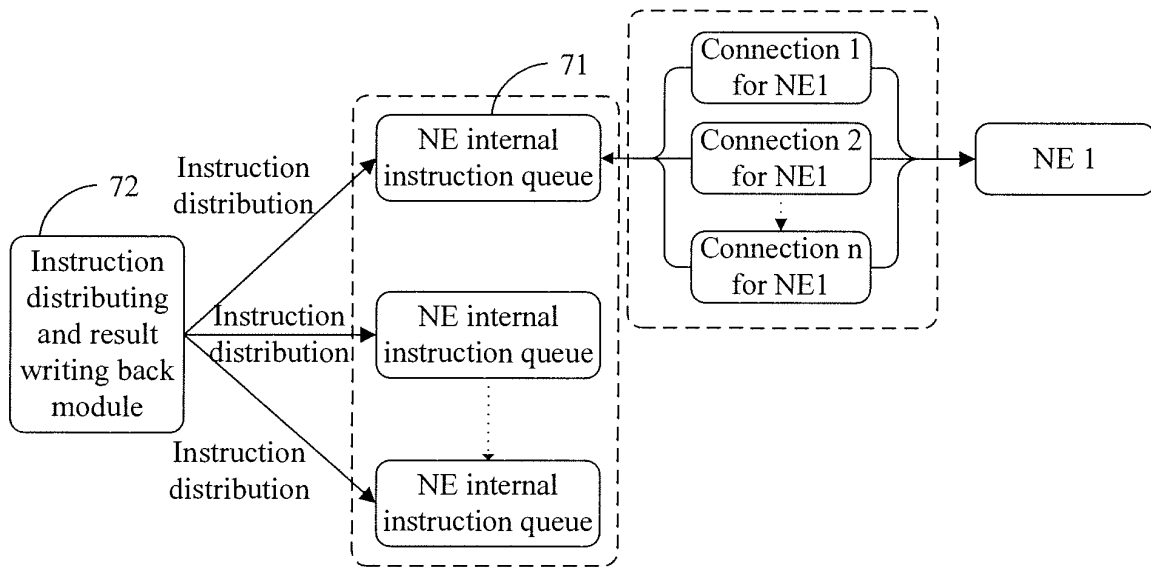 71
72
Instruction
distributing
and result
writing back
module
Instruction
distribution
Instruction
distribution
Instruction
distribution
NE internal
instruction queue
NE internal
instruction queue
NE internal
instruction queue
Connection 1
for NE1
Connection 2
for NE1
Connection n
for NE1
NE 1